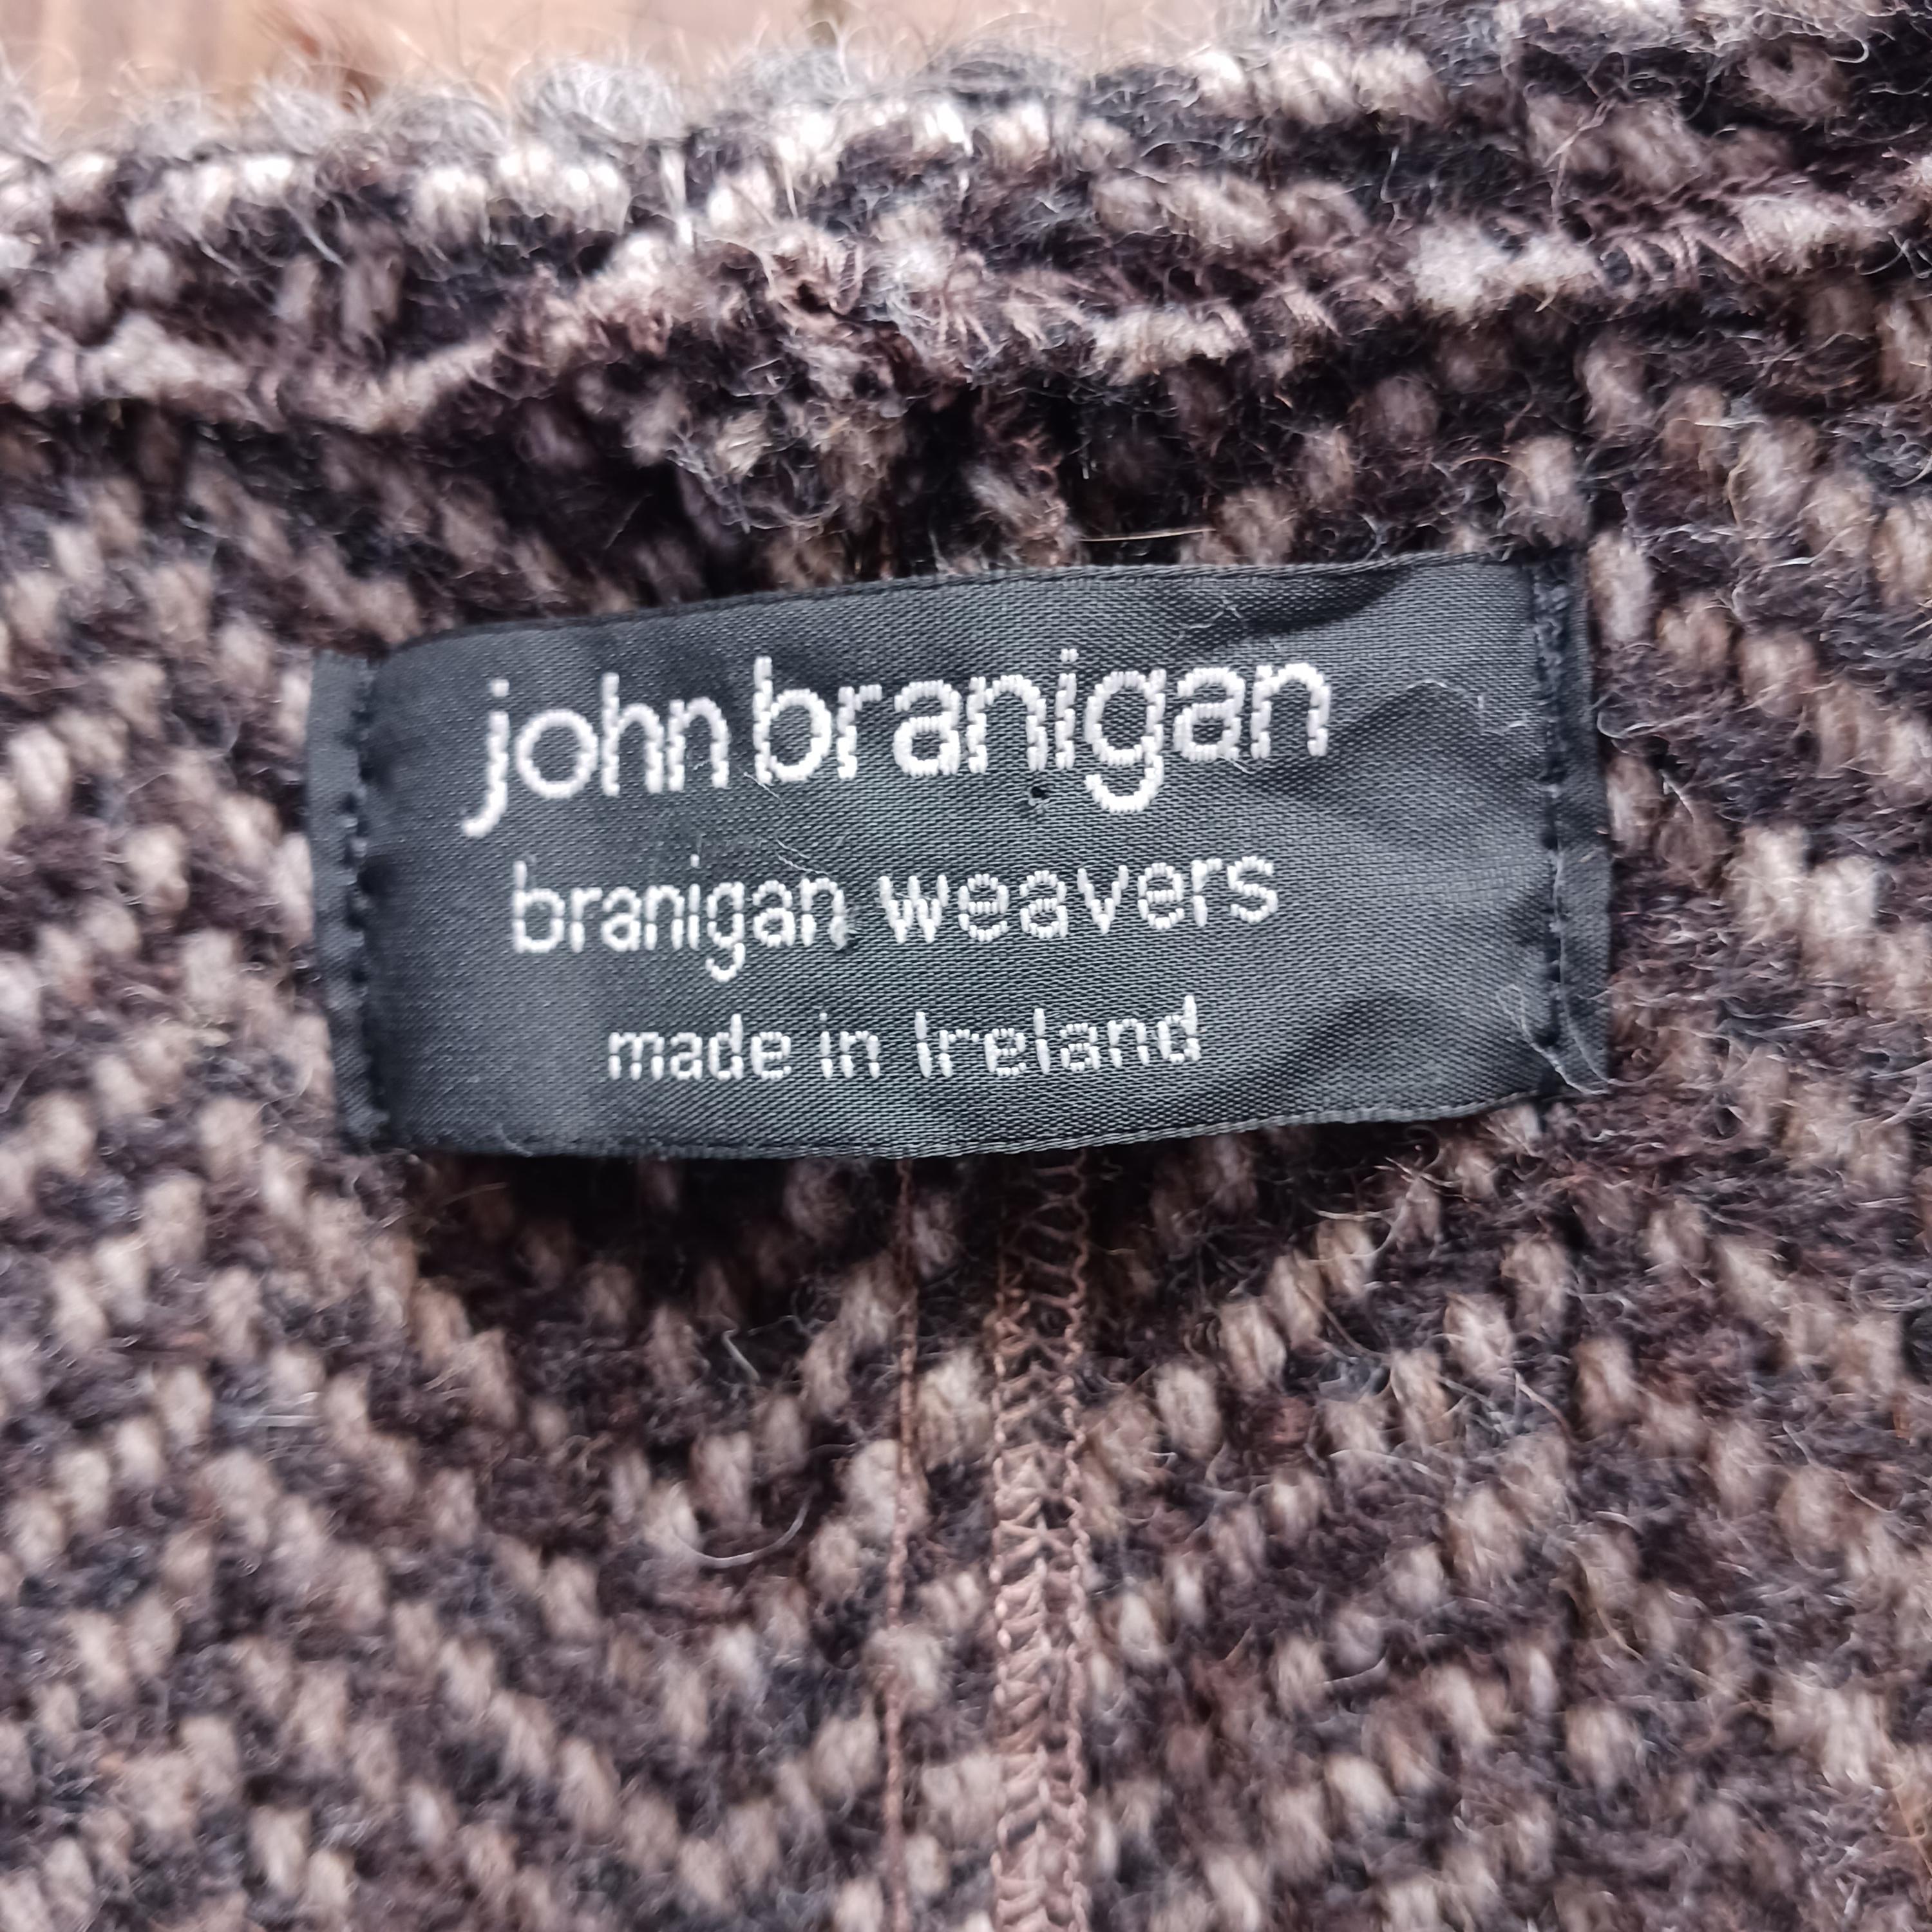 john branigan
branigan weavers
made in Ireland